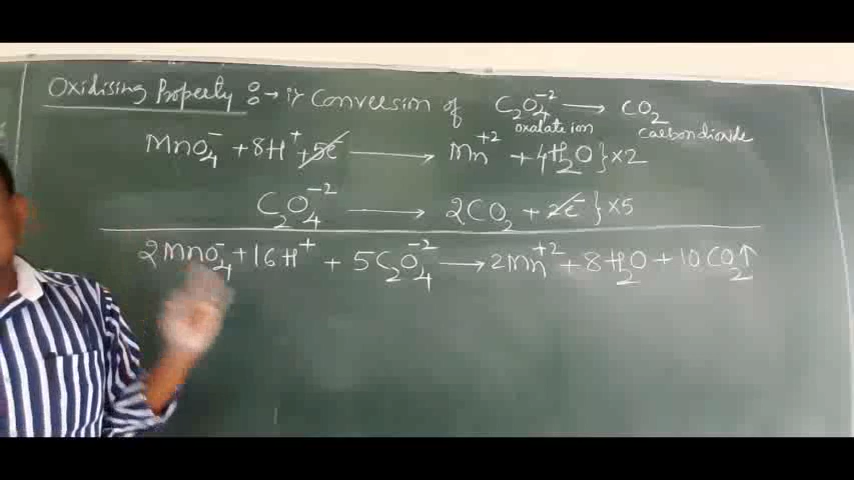 Oxidising Property : → i) Conversion of C₂O₄⁻² → CO₂
oxalate ion carbondioxide
MnO₄⁻ + 8H⁺ + 5e⁻ → Mn⁺² + 4H₂O } ×2
C₂O₄⁻² → 2CO₂ + 2e⁻ } ×5
2MnO₄⁻ + 16H⁺ + 5C₂O₄⁻² → 2Mn⁺² + 8H₂O + 10CO₂↑